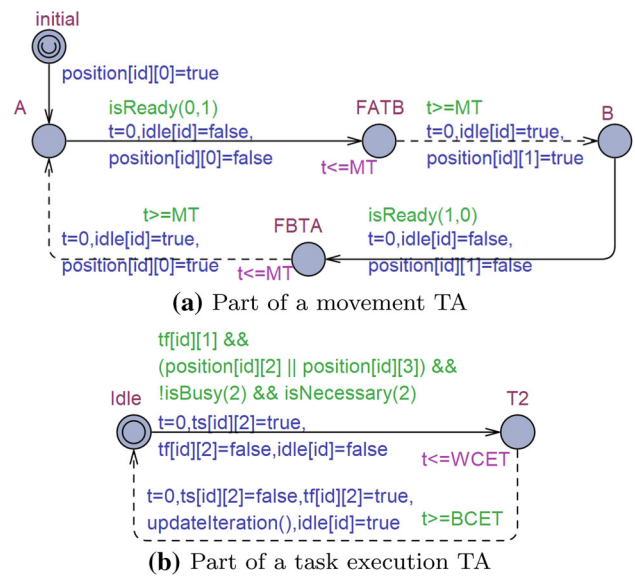 initial
position[id][0]=true
A
isReady(0,1)
t=0,idle[id]=false,
position[id][0]=false
FATB
t<=MT
t>=MT
t=0,idle[id]=true,
position[id][1]=true
B
t>=MT
t=0,idle[id]=true,
position[id][0]=true
FBTA
t<=MT
isReady(1,0)
t=0,idle[id]=false,
position[id][1]=false
(a) Part of a movement TA
tf[id][1] &&
(position[id][2] || position[id][3]) &&
!isBusy(2) && isNecessary(2)
Idle
t=0,ts[id][2]=true,
tf[id][2]=false,idle[id]=false
T2
t<=WCET
t=0,ts[id][2]=false,tf[id][2]=true,
updateIteration(),idle[id]=true
t>=BCET
(b) Part of a task execution TA